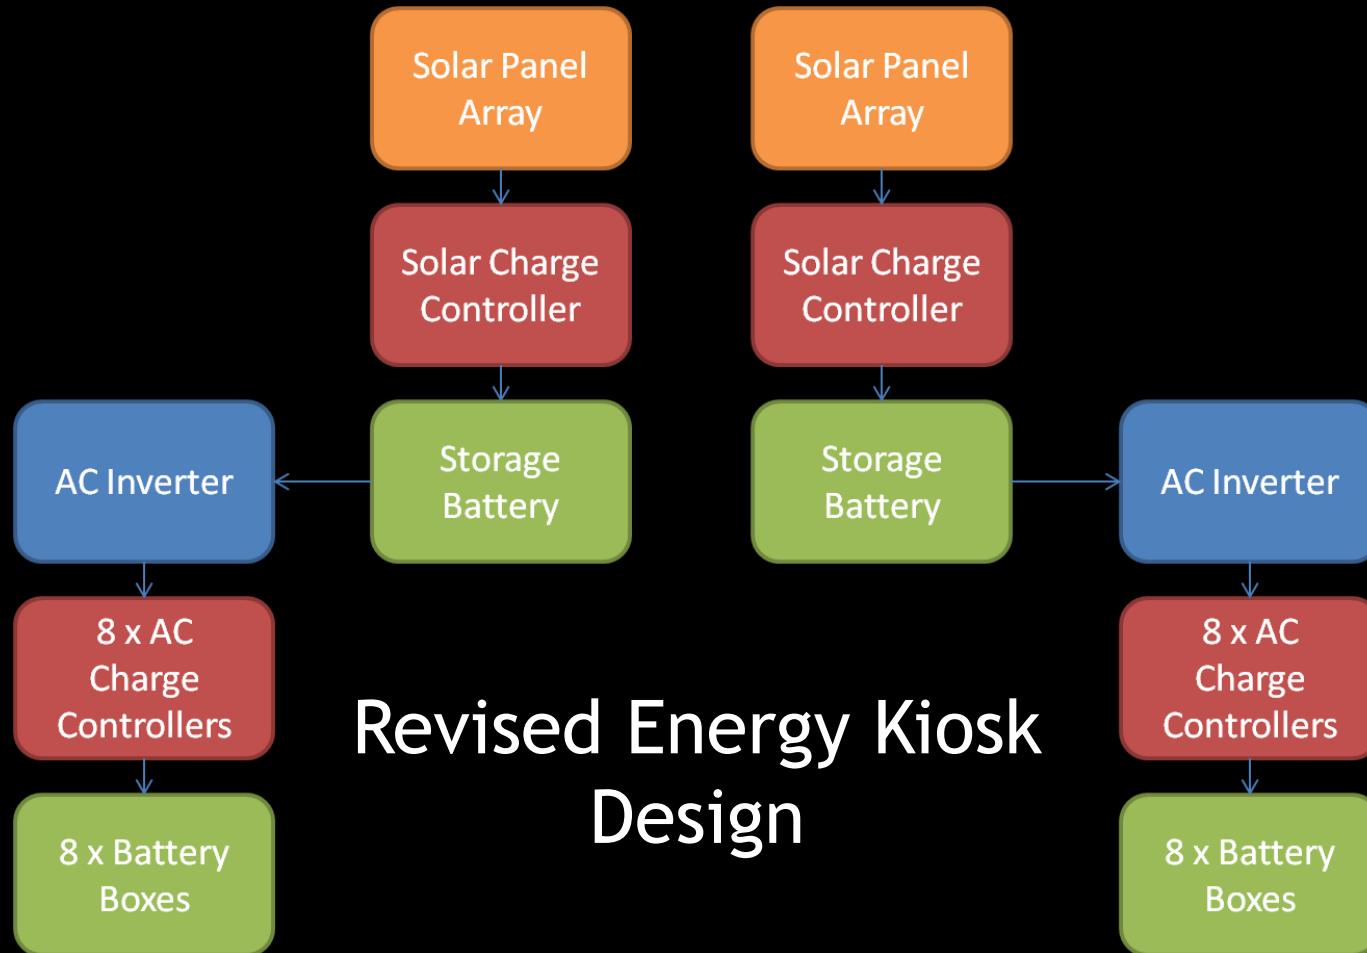 Solar Panel
Array
Solar Panel
Array
Solar Charge
Controller
Solar Charge
Controller
AC Inverter
Storage
Battery
Storage
Battery
AC Inverter
8 x AC
Charge
Controllers
8 x AC
Charge
Controllers
Revised Energy Kiosk
Design
8 x Battery
Boxes
8 x Battery
Boxes